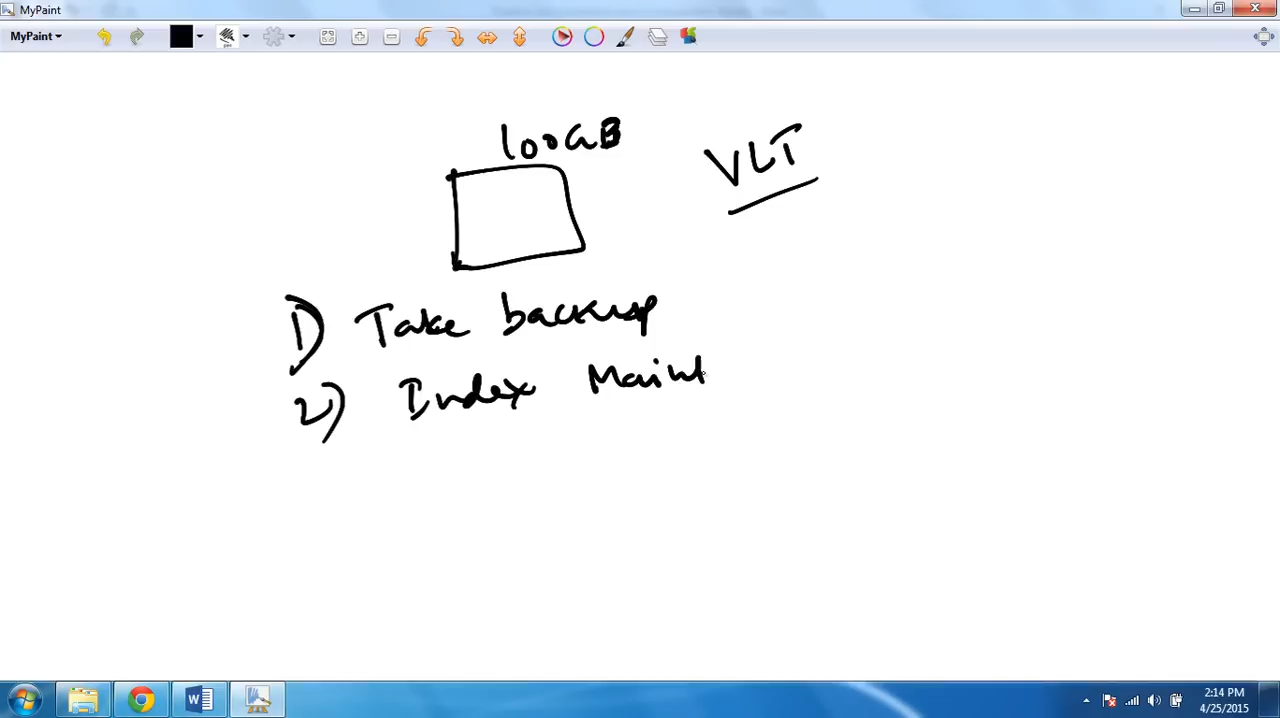 MyPaint
MyPaint
100GB
VLT
1) Take backup
2) Index Maint
2:14 PM
4/25/2015